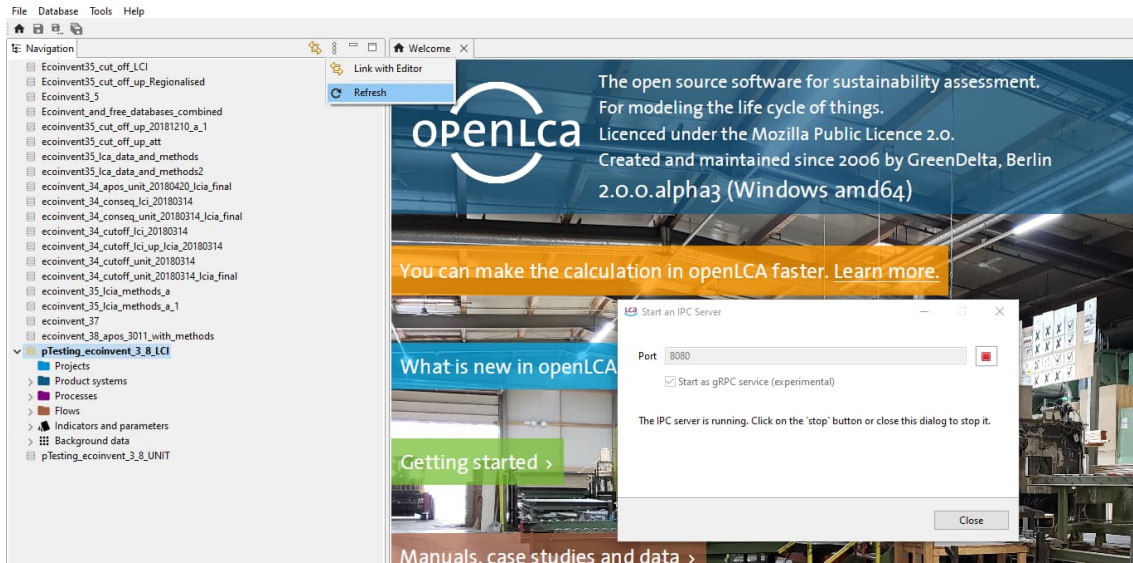 File Database Tools Help
Navigation
Welcome
Link with Editor
Refresh
Ecoinvent35_cut_off_LCI
Ecoinvent35_cut_off_up_Regionalised
Ecoinvent3_5
Ecoinvent_and_free_databases_combined
ecoinvent35_cut_off_up_20181210_a_1
ecoinvent35_cut_off_up_att
ecoinvent35_lca_data_and_methods
ecoinvent35_lca_data_and_methods2
ecoinvent_34_apos_unit_20180420_lcia_final
ecoinvent_34_conseq_lci_20180314
ecoinvent_34_conseq_unit_20180314_lcia_final
ecoinvent_34_cutoff_lci_20180314
ecoinvent_34_cutoff_lci_up_lcia_20180314
ecoinvent_34_cutoff_unit_20180314
ecoinvent_34_cutoff_unit_20180314_lcia_final
ecoinvent_35_lcia_methods_a
ecoinvent_35_lcia_methods_a_1
ecoinvent_37
ecoinvent_38_apos_3011_with_methods
pTesting_ecoinvent_3_8_LCI
Projects
Product systems
Processes
Flows
Indicators and parameters
Background data
pTesting_ecoinvent_3_8_UNIT
openLca
The open source software for sustainability assessment.
For modeling the life cycle of things.
Licenced under the Mozilla Public Licence 2.0.
Created and maintained since 2006 by GreenDelta, Berlin
2.0.0.alpha3 (Windows amd64)
You can make the calculation in openLCA faster. Learn more.
What is new in openLCA
Getting started ›
Manuals, case studies and data ›
LCA Start an IPC Server
Port 8080
Start as gRPC service (experimental)
The IPC server is running. Click on the `stop` button or close this dialog to stop it.
Close